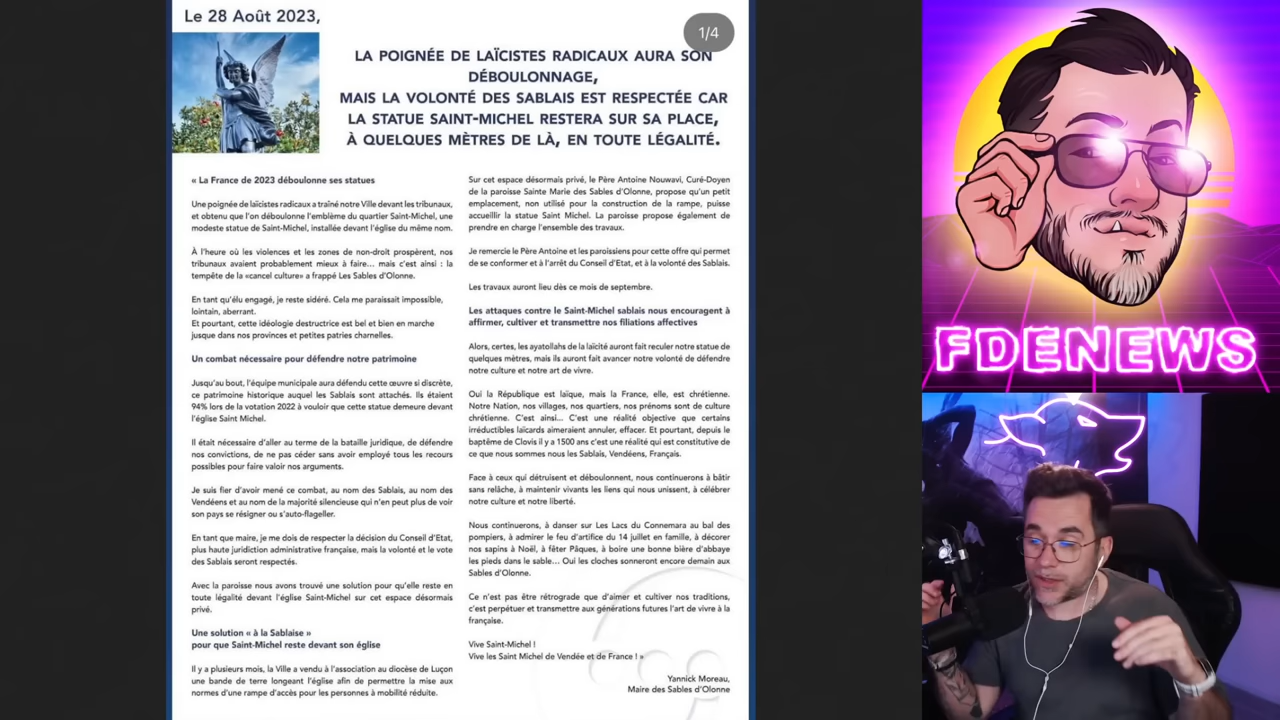 Le 28 Août 2023,
1/4
LA POIGNÉE DE LAÏCISTES RADICAUX AURA SON
DÉBOULONNAGE,
MAIS LA VOLONTÉ DES SABLAIS EST RESPECTÉE CAR
LA STATUE SAINT-MICHEL RESTERA SUR SA PLACE,
À QUELQUES MÈTRES DE LÀ, EN TOUTE LÉGALITÉ.
« La France de 2023 déboulonne ses statues
Une poignée de laïcistes radicaux a traîné notre Ville devant les tribunaux,
et obtenu que l'on déboulonne l'emblème du quartier Saint-Michel, une
modeste statue de Saint-Michel, installée devant l'église du même nom.
À l'heure où les violences et les zones de non-droit prospèrent, nos
tribunaux avaient probablement mieux à faire... mais c'est ainsi : la
tempête de la «cancel culture» a frappé Les Sables d'Olonne.
En tant qu'élu engagé, je reste sidéré. Cela me paraissait impossible,
lointain, aberrant.
Et pourtant, cette idéologie destructrice est bel et bien en marche
jusque dans nos provinces et petites patries charnelles.
Un combat nécessaire pour défendre notre patrimoine
Jusqu'au bout, l'équipe municipale aura défendu cette œuvre si discrète,
ce patrimoine historique auquel les Sablais sont attachés. Ils étaient
94% lors de la votation 2022 à vouloir que cette statue demeure devant
l'église Saint Michel.
Il était nécessaire d'aller au terme de la bataille juridique, de défendre
nos convictions, de ne pas céder sans avoir employé tous les recours
possibles pour faire valoir nos arguments.
Je suis fier d'avoir mené ce combat, au nom des Sablais, au nom des
Vendéens et au nom de la majorité silencieuse qui n'en peut plus de voir
son pays se résigner ou s'auto-flageller.
En tant que maire, je me dois de respecter la décision du Conseil d'Etat,
plus haute juridiction administrative française, mais la volonté et le vote
des Sablais seront respectés.
Avec la paroisse nous avons trouvé une solution pour qu'elle reste en
toute légalité devant l'église Saint-Michel sur cet espace désormais
privé.
Une solution « à la Sablaise »
pour que Saint-Michel reste devant son église
Il y a plusieurs mois, la Ville a vendu à l'association au diocèse de Luçon
une bande de terre longeant l'église afin de permettre la mise aux
normes d'une rampe d'accès pour les personnes à mobilité réduite.
Sur cet espace désormais privé, le Père Antoine Nouwavi, Curé-Doyen
de la paroisse Sainte Marie des Sables d'Olonne, propose qu'un petit
emplacement, non utilisé pour la construction de la rampe, puisse
accueillir la statue Saint Michel. La paroisse propose également de
prendre en charge l'ensemble des travaux.
Je remercie le Père Antoine et les paroissiens pour cette offre qui permet
de se conformer et à l'arrêt du Conseil d'Etat, et à la volonté des Sablais.
Les travaux auront lieu dès ce mois de septembre.
Les attaques contre le Saint-Michel sablais nous encouragent à
affirmer, cultiver et transmettre nos filiations affectives
Alors, certes, les ayatollahs de la laïcité auront fait reculer notre statue de
quelques mètres, mais ils auront fait avancer notre volonté de défendre
notre culture et notre art de vivre.
Oui la République est laïque, mais la France, elle, est chrétienne.
Notre Nation, nos villages, nos quartiers, nos prénoms sont de culture
chrétienne. C'est ainsi... C'est une réalité objective que certains
irréductibles laïcards aimeraient annuler, effacer. Et pourtant, depuis le
baptême de Clovis il y a 1500 ans c'est une réalité qui est constitutive de
ce que nous sommes nous les Sablais, Vendéens, Français.
Face à ceux qui détruisent et déboulonnent, nous continuerons à bâtir
sans relâche, à maintenir vivants les liens qui nous unissent, à célébrer
notre culture et notre liberté.
Nous continuerons, à danser sur Les Lacs du Connemara au bal des
pompiers, à admirer le feu d'artifice du 14 juillet en famille, à décorer
nos sapins à Noël, à fêter Pâques, à boire une bonne bière d'abbaye
les pieds dans le sable... Oui les cloches sonneront encore demain aux
Sables d'Olonne.
Ce n'est pas être rétrograde que d'aimer et cultiver nos traditions,
c'est perpétuer et transmettre aux générations futures l'art de vivre à la
française.
Vive Saint-Michel !
Vive les Saint Michel de Vendée et de France ! »
Yannick Moreau,
Maire des Sables d'Olonne
FDENEWS